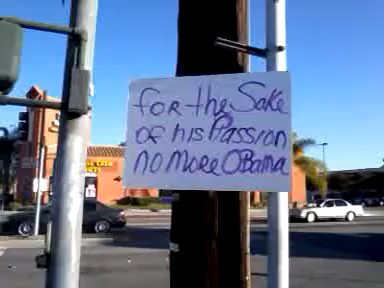 for the Sake
of his Passion
no More OBama